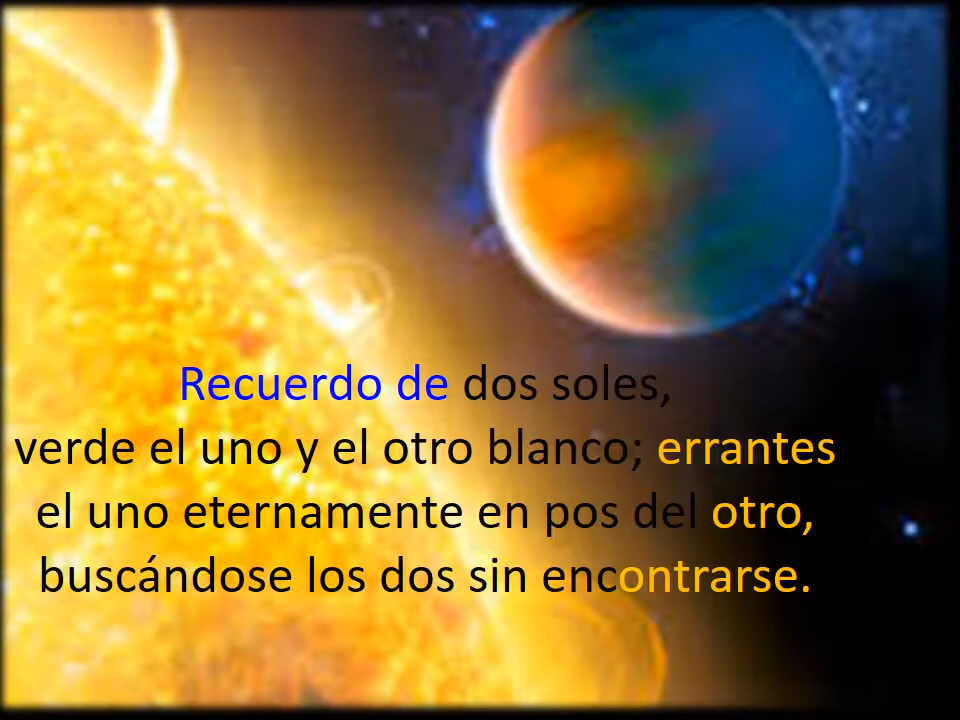 Recuerdo de dos soles,
verde el uno y el otro blanco; errantes
el uno eternamente en pos del otro,
buscándose los dos sin encontrarse.